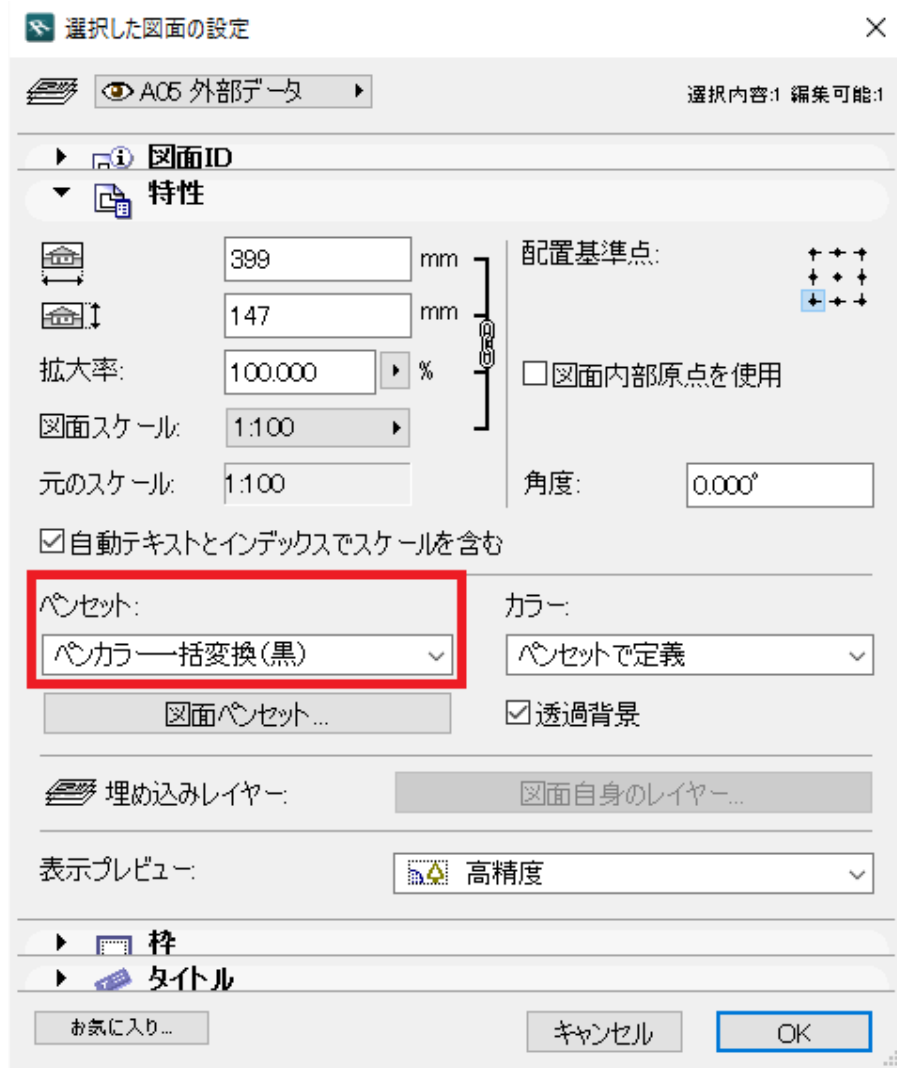 選択した図面の設定
A05 外部データ
選択内容:1 編集可能:1
図面ID
特性
399 mm
147 mm
拡大率: 100.000 %
図面スケール: 1:100
元のスケール: 1:100
配置基準点:
図面内部原点を使用
角度: 0.000°
自動テキストとインデックスでスケールを含む
ペンセット:
ペンカラー一括変換(黒)
図面ペンセット...
カラー:
ペンセットで定義
透過背景
埋め込みレイヤー: 図面自身のレイヤー...
表示プレビュー: 高精度
枠
タイトル
お気に入り... キャンセル OK